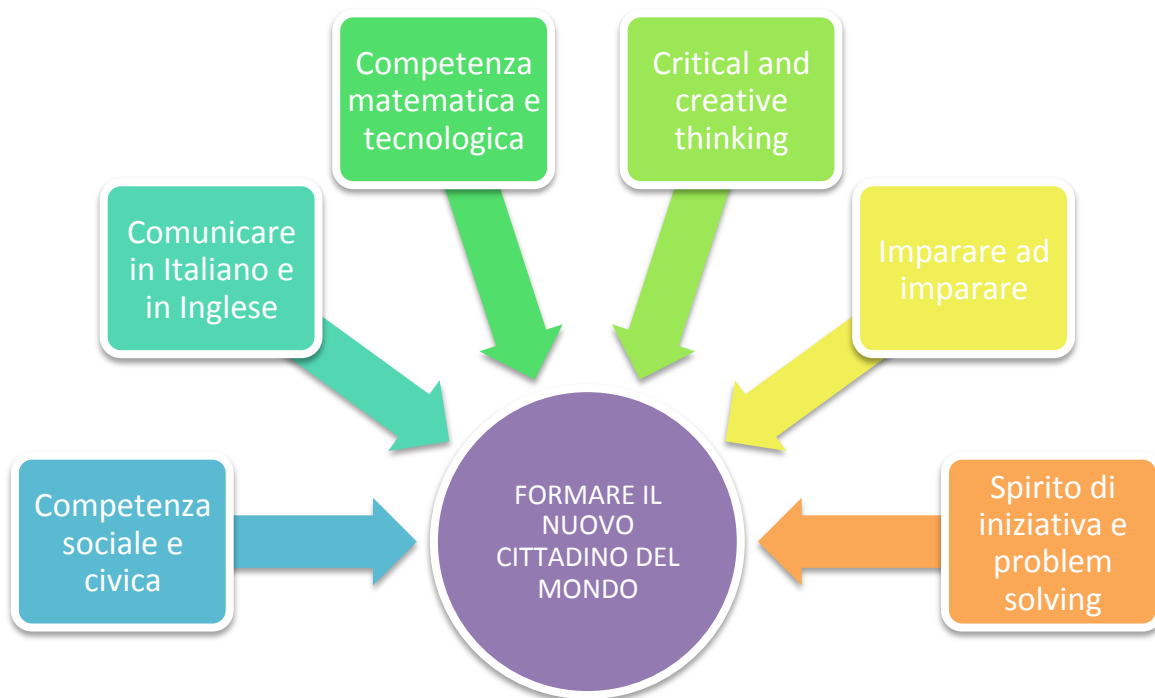 Competenza
matematica e
tecnologica
Critical and
creative
thinking
Comunicare
in Italiano e
in Inglese
Imparare ad
imparare
Competenza
sociale e
civica
FORMARE IL
NUOVO
CITTADINO DEL
MONDO
Spirito di
iniziativa e
problem
solving